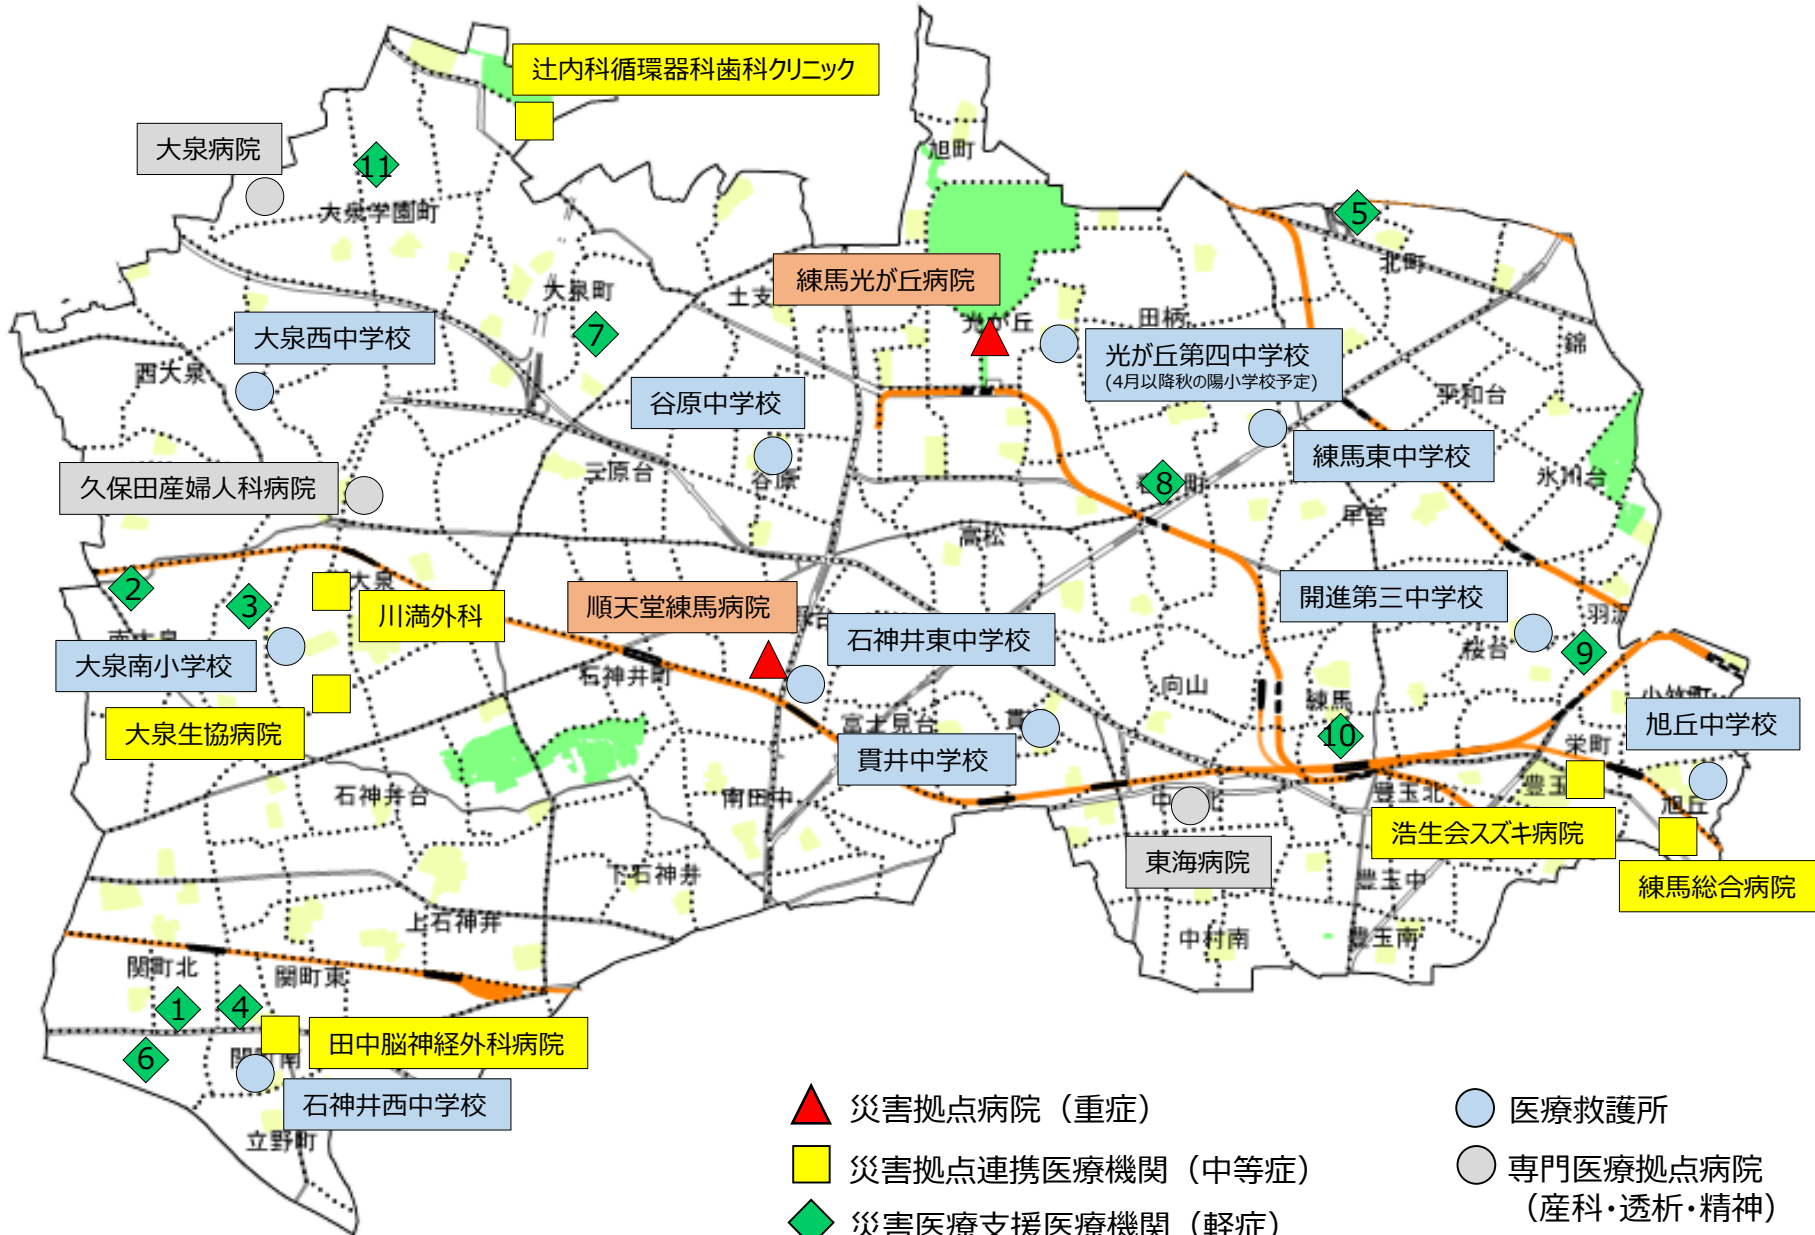 辻内科循環器科歯科クリニック
大泉病院
11
旭町
大泉学園町
5
北町
練馬光が丘病院
大泉町
土支
7
光が丘
田柄
大泉西中学校
光が丘第四中学校
(4月以降秋の陽小学校予定)
錦
西大泉
谷原中学校
平和台
練馬東中学校
久保田産婦人科病院
三原台
谷原
8
町
氷川台
早宮
高松
2
3
大泉
川満外科
順天堂練馬病院
開進第三中学校
羽沢
台
石神井東中学校
南大泉
大泉南小学校
桜台
9
石神井町
向山
練馬
小竹町
大泉生協病院
富士見台
貫
貫井中学校
10
旭丘中学校
栄町
石神井台
南田中
中
北
豊玉北
豊玉
旭丘
浩生会スズキ病院
東海病院
下石神井
豊玉中
練馬総合病院
上石神井
中村南
豊玉南
関町北
関町東
1
4
田中脳神経外科病院
6
関町南
石神井西中学校
立野町
災害拠点病院（重症）
医療救護所
災害拠点連携医療機関（中等症）
専門医療拠点病院
（産科・透析・精神）
災害医療支援医療機関（軽症）